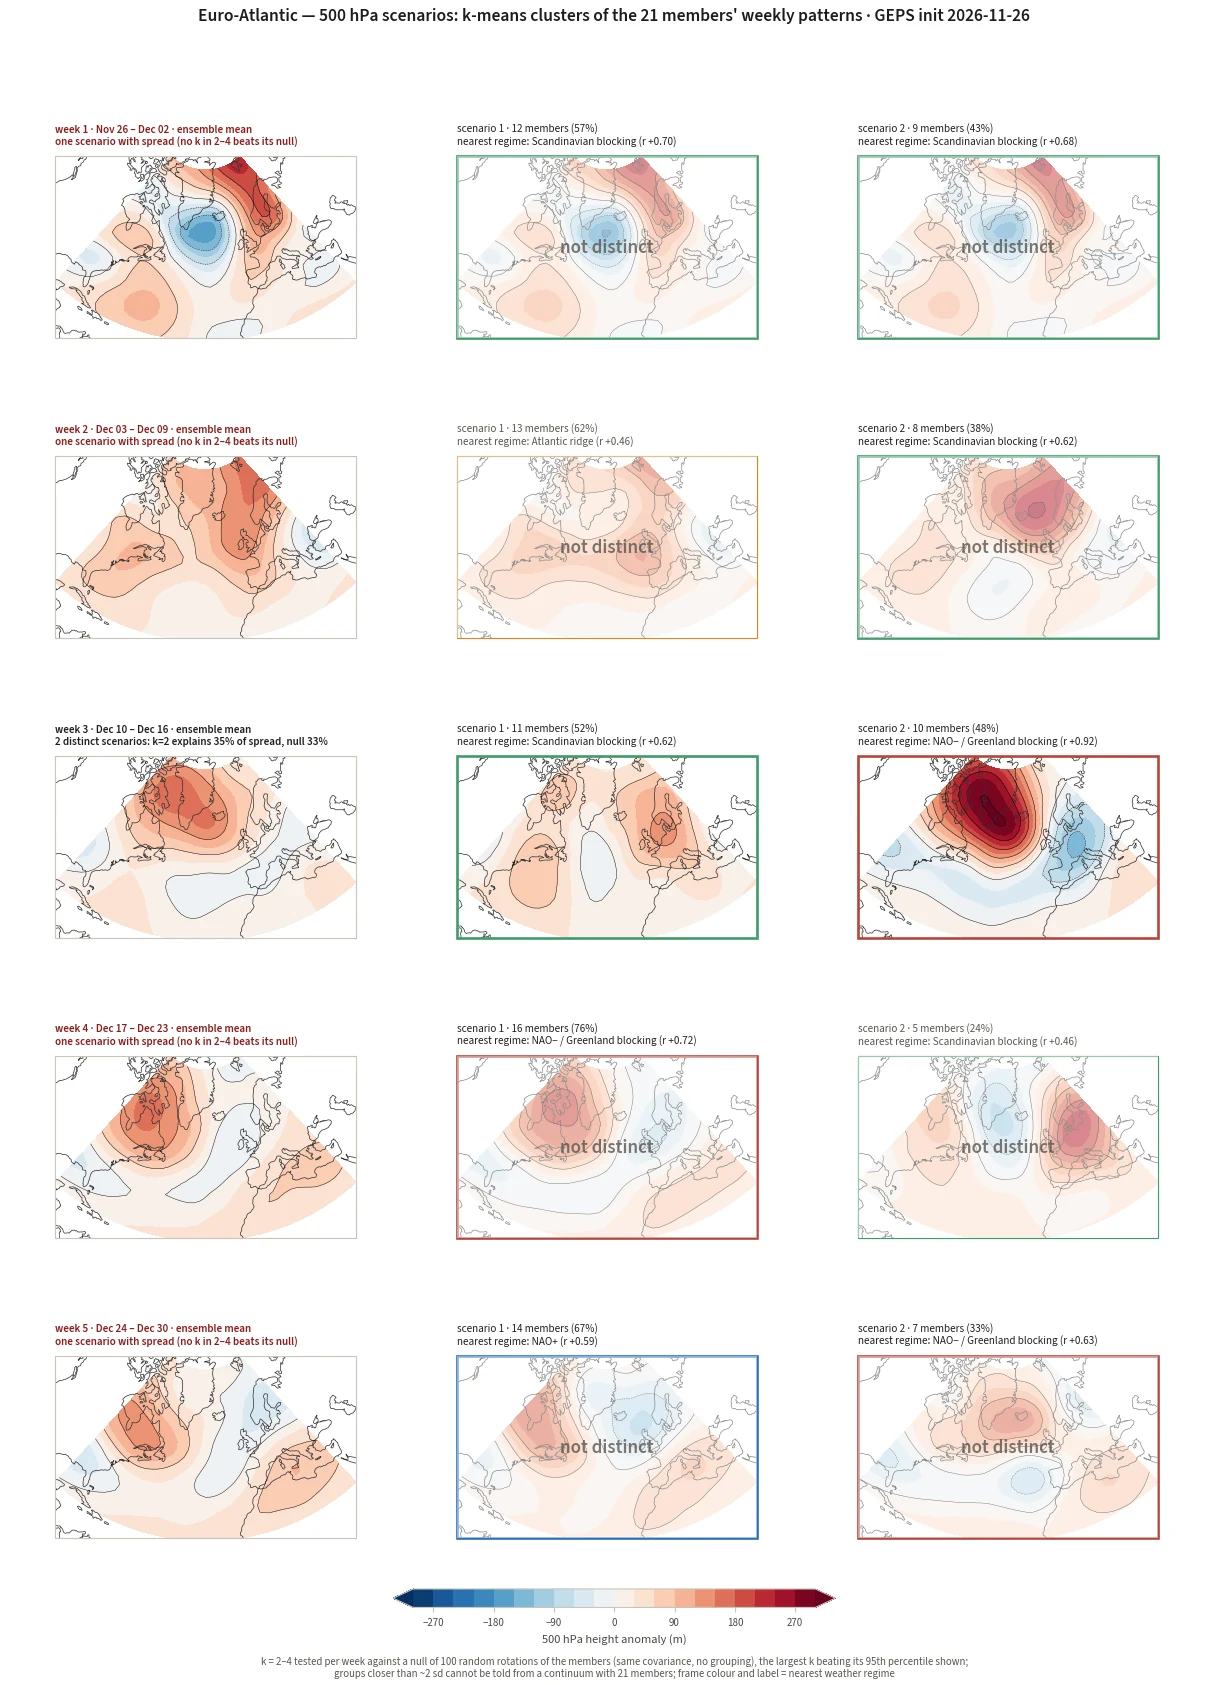 Euro-Atlantic — 500 hPa scenarios: k-means clusters of the 21 members' weekly patterns · GEPS init 2026-11-26
week 1 · Nov 26 – Dec 02 · ensemble mean
one scenario with spread (no k in 2–4 beats its null)
scenario 1 · 12 members (57%)
nearest regime: Scandinavian blocking (r +0.70)
not distinct
scenario 2 · 9 members (43%)
nearest regime: Scandinavian blocking (r +0.68)
not distinct
week 2 · Dec 03 – Dec 09 · ensemble mean
one scenario with spread (no k in 2–4 beats its null)
scenario 1 · 13 members (62%)
nearest regime: Atlantic ridge (r +0.46)
not distinct
scenario 2 · 8 members (38%)
nearest regime: Scandinavian blocking (r +0.62)
not distinct
week 3 · Dec 10 – Dec 16 · ensemble mean
2 distinct scenarios: k=2 explains 35% of spread, null 33%
scenario 1 · 11 members (52%)
nearest regime: Scandinavian blocking (r +0.62)
scenario 2 · 10 members (48%)
nearest regime: NAO− / Greenland blocking (r +0.92)
week 4 · Dec 17 – Dec 23 · ensemble mean
one scenario with spread (no k in 2–4 beats its null)
scenario 1 · 16 members (76%)
nearest regime: NAO− / Greenland blocking (r +0.72)
not distinct
scenario 2 · 5 members (24%)
nearest regime: Scandinavian blocking (r +0.46)
not distinct
week 5 · Dec 24 – Dec 30 · ensemble mean
one scenario with spread (no k in 2–4 beats its null)
scenario 1 · 14 members (67%)
nearest regime: NAO+ (r +0.59)
not distinct
scenario 2 · 7 members (33%)
nearest regime: NAO− / Greenland blocking (r +0.63)
not distinct
−270 −180 −90 0 90 180 270
500 hPa height anomaly (m)
k = 2–4 tested per week against a null of 100 random rotations of the members (same covariance, no grouping), the largest k beating its 95th percentile shown;
groups closer than ~2 sd cannot be told from a continuum with 21 members; frame colour and label = nearest weather regime